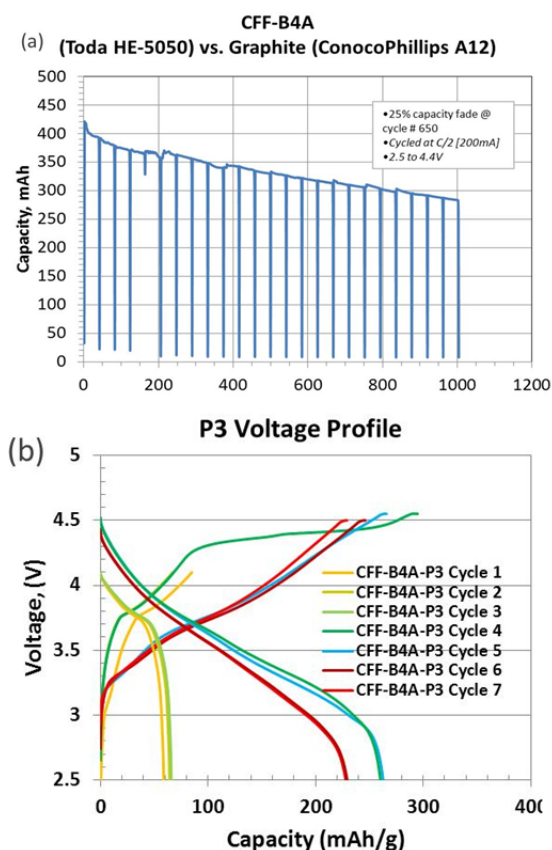 CFF-B4A
(a)
(Toda HE-5050) vs. Graphite (ConocoPhillips A12)
500
450
400
350
300
250
200
150
100
50
0
Capacity, mAh
•25% capacity fade @
cycle # 650
•Cycled at C/2 [200mA]
•2.5 to 4.4V
0 200 400 600 800 1000 1200
P3 Voltage Profile
(b)
5
4.5
4
3.5
3
2.5
Voltage, (V)
CFF-B4A-P3 Cycle 1
CFF-B4A-P3 Cycle 2
CFF-B4A-P3 Cycle 3
CFF-B4A-P3 Cycle 4
CFF-B4A-P3 Cycle 5
CFF-B4A-P3 Cycle 6
CFF-B4A-P3 Cycle 7
0 100 200 300
Capacity (mAh/g)